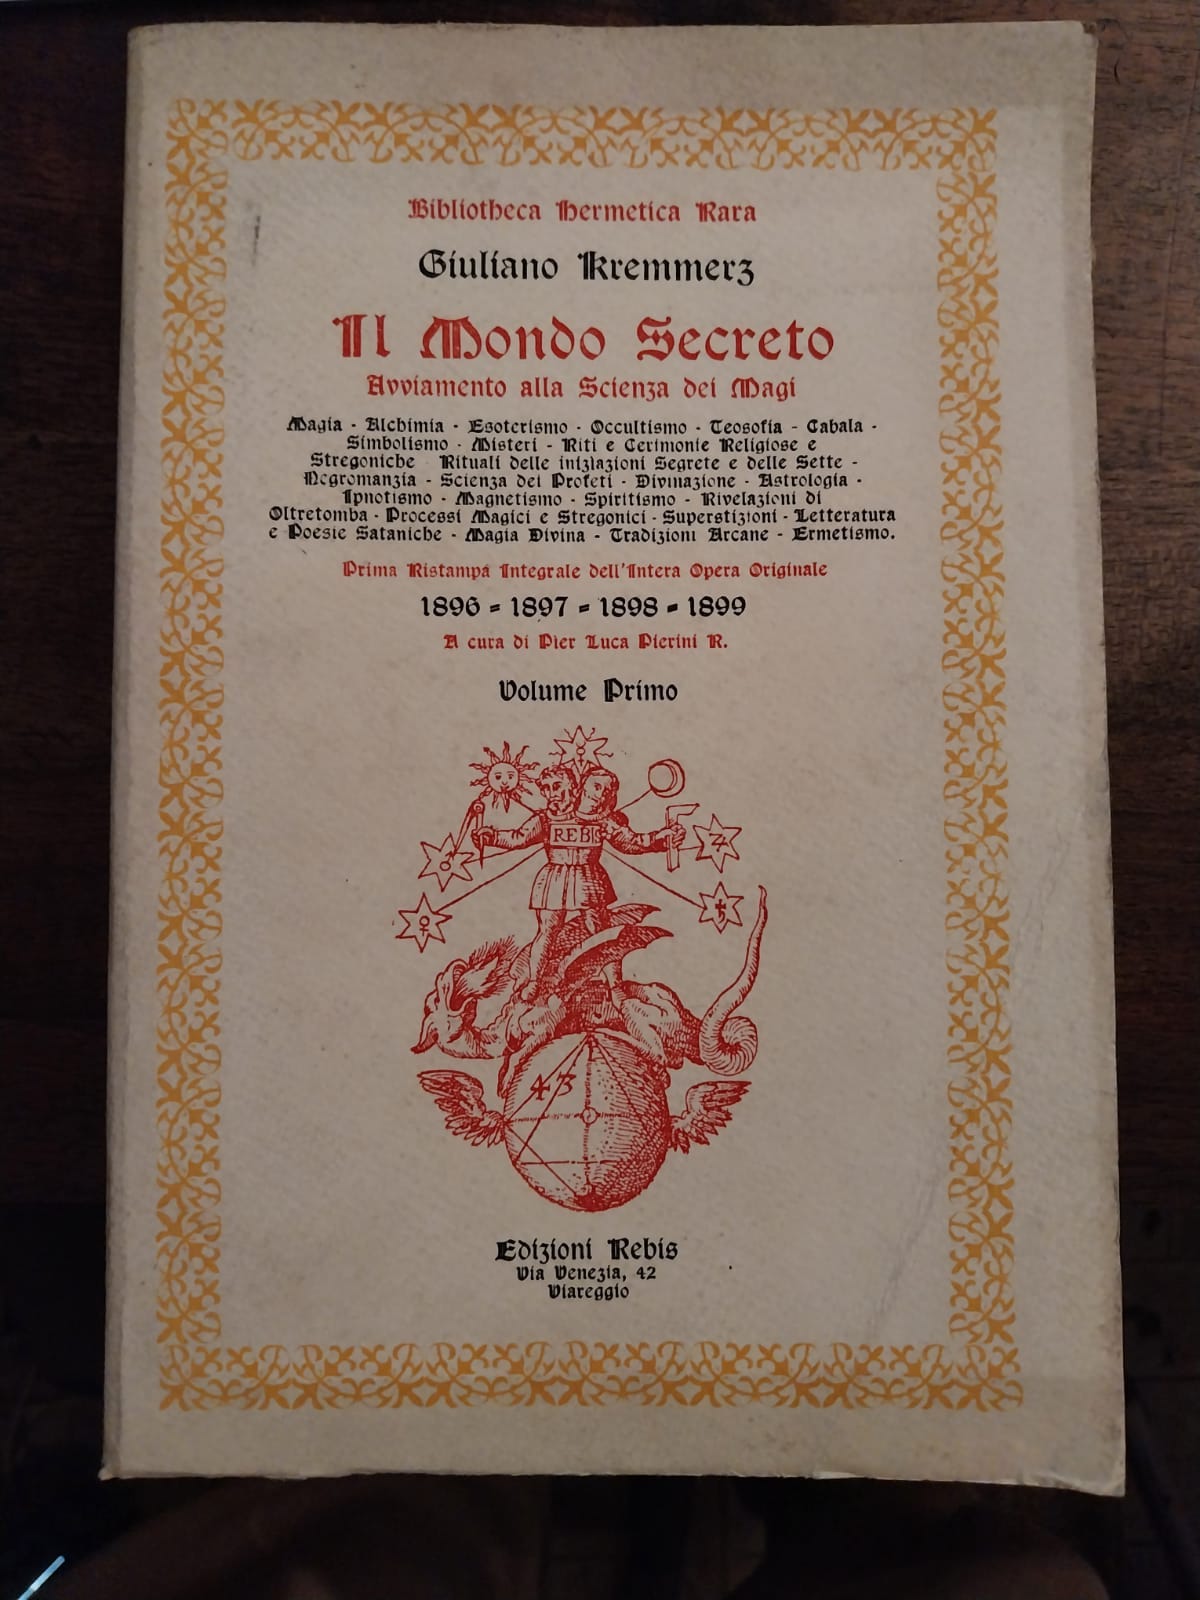 Bibliotheca Hermetica Rara
Giuliano Kremmerz
Il Mondo Secreto
Avviamento alla Scienza dei Magi
Magia - Alchimia - Esoterismo - Occultismo - Teosofia - Cabala -
Simbolismo - Misteri - Riti e Cerimonie Religiose e
Stregoniche Rituali delle iniziazioni Segrete e delle Sette -
Negromanzia - Scienza dei Profeti - Divinazione - Astrologia -
Ipnotismo - Magnetismo - Spiritismo - Rivelazioni di
Oltretomba - Processi Magici e Stregonici - Superstizioni - Letteratura
e Poesie Sataniche - Magia Divina - Tradizioni Arcane - Ermetismo.
Prima Ristampa Integrale dell'Intera Opera Originale
1896 - 1897 - 1898 - 1899
A cura di Pier Luca Pierini R.
Volume Primo
REBIS
4 3
Edizioni Rebis
Via Venezia, 42
Viareggio